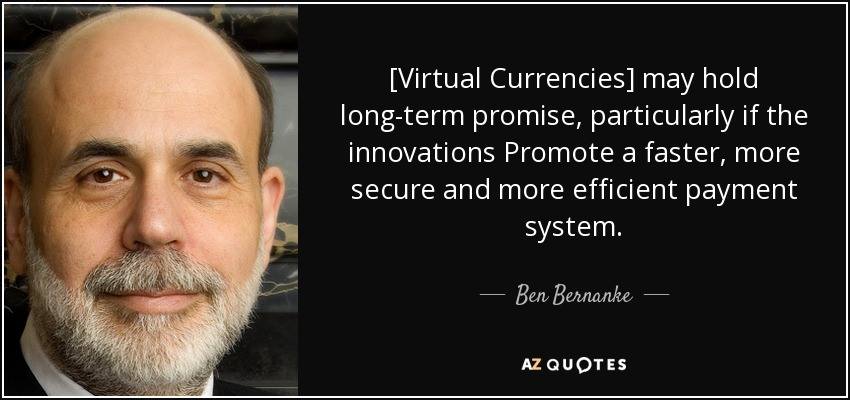 [Virtual Currencies] may hold
long-term promise, particularly if the
innovations Promote a faster, more
secure and more efficient payment
system.
Ben Bernanke
AZ QUOTES